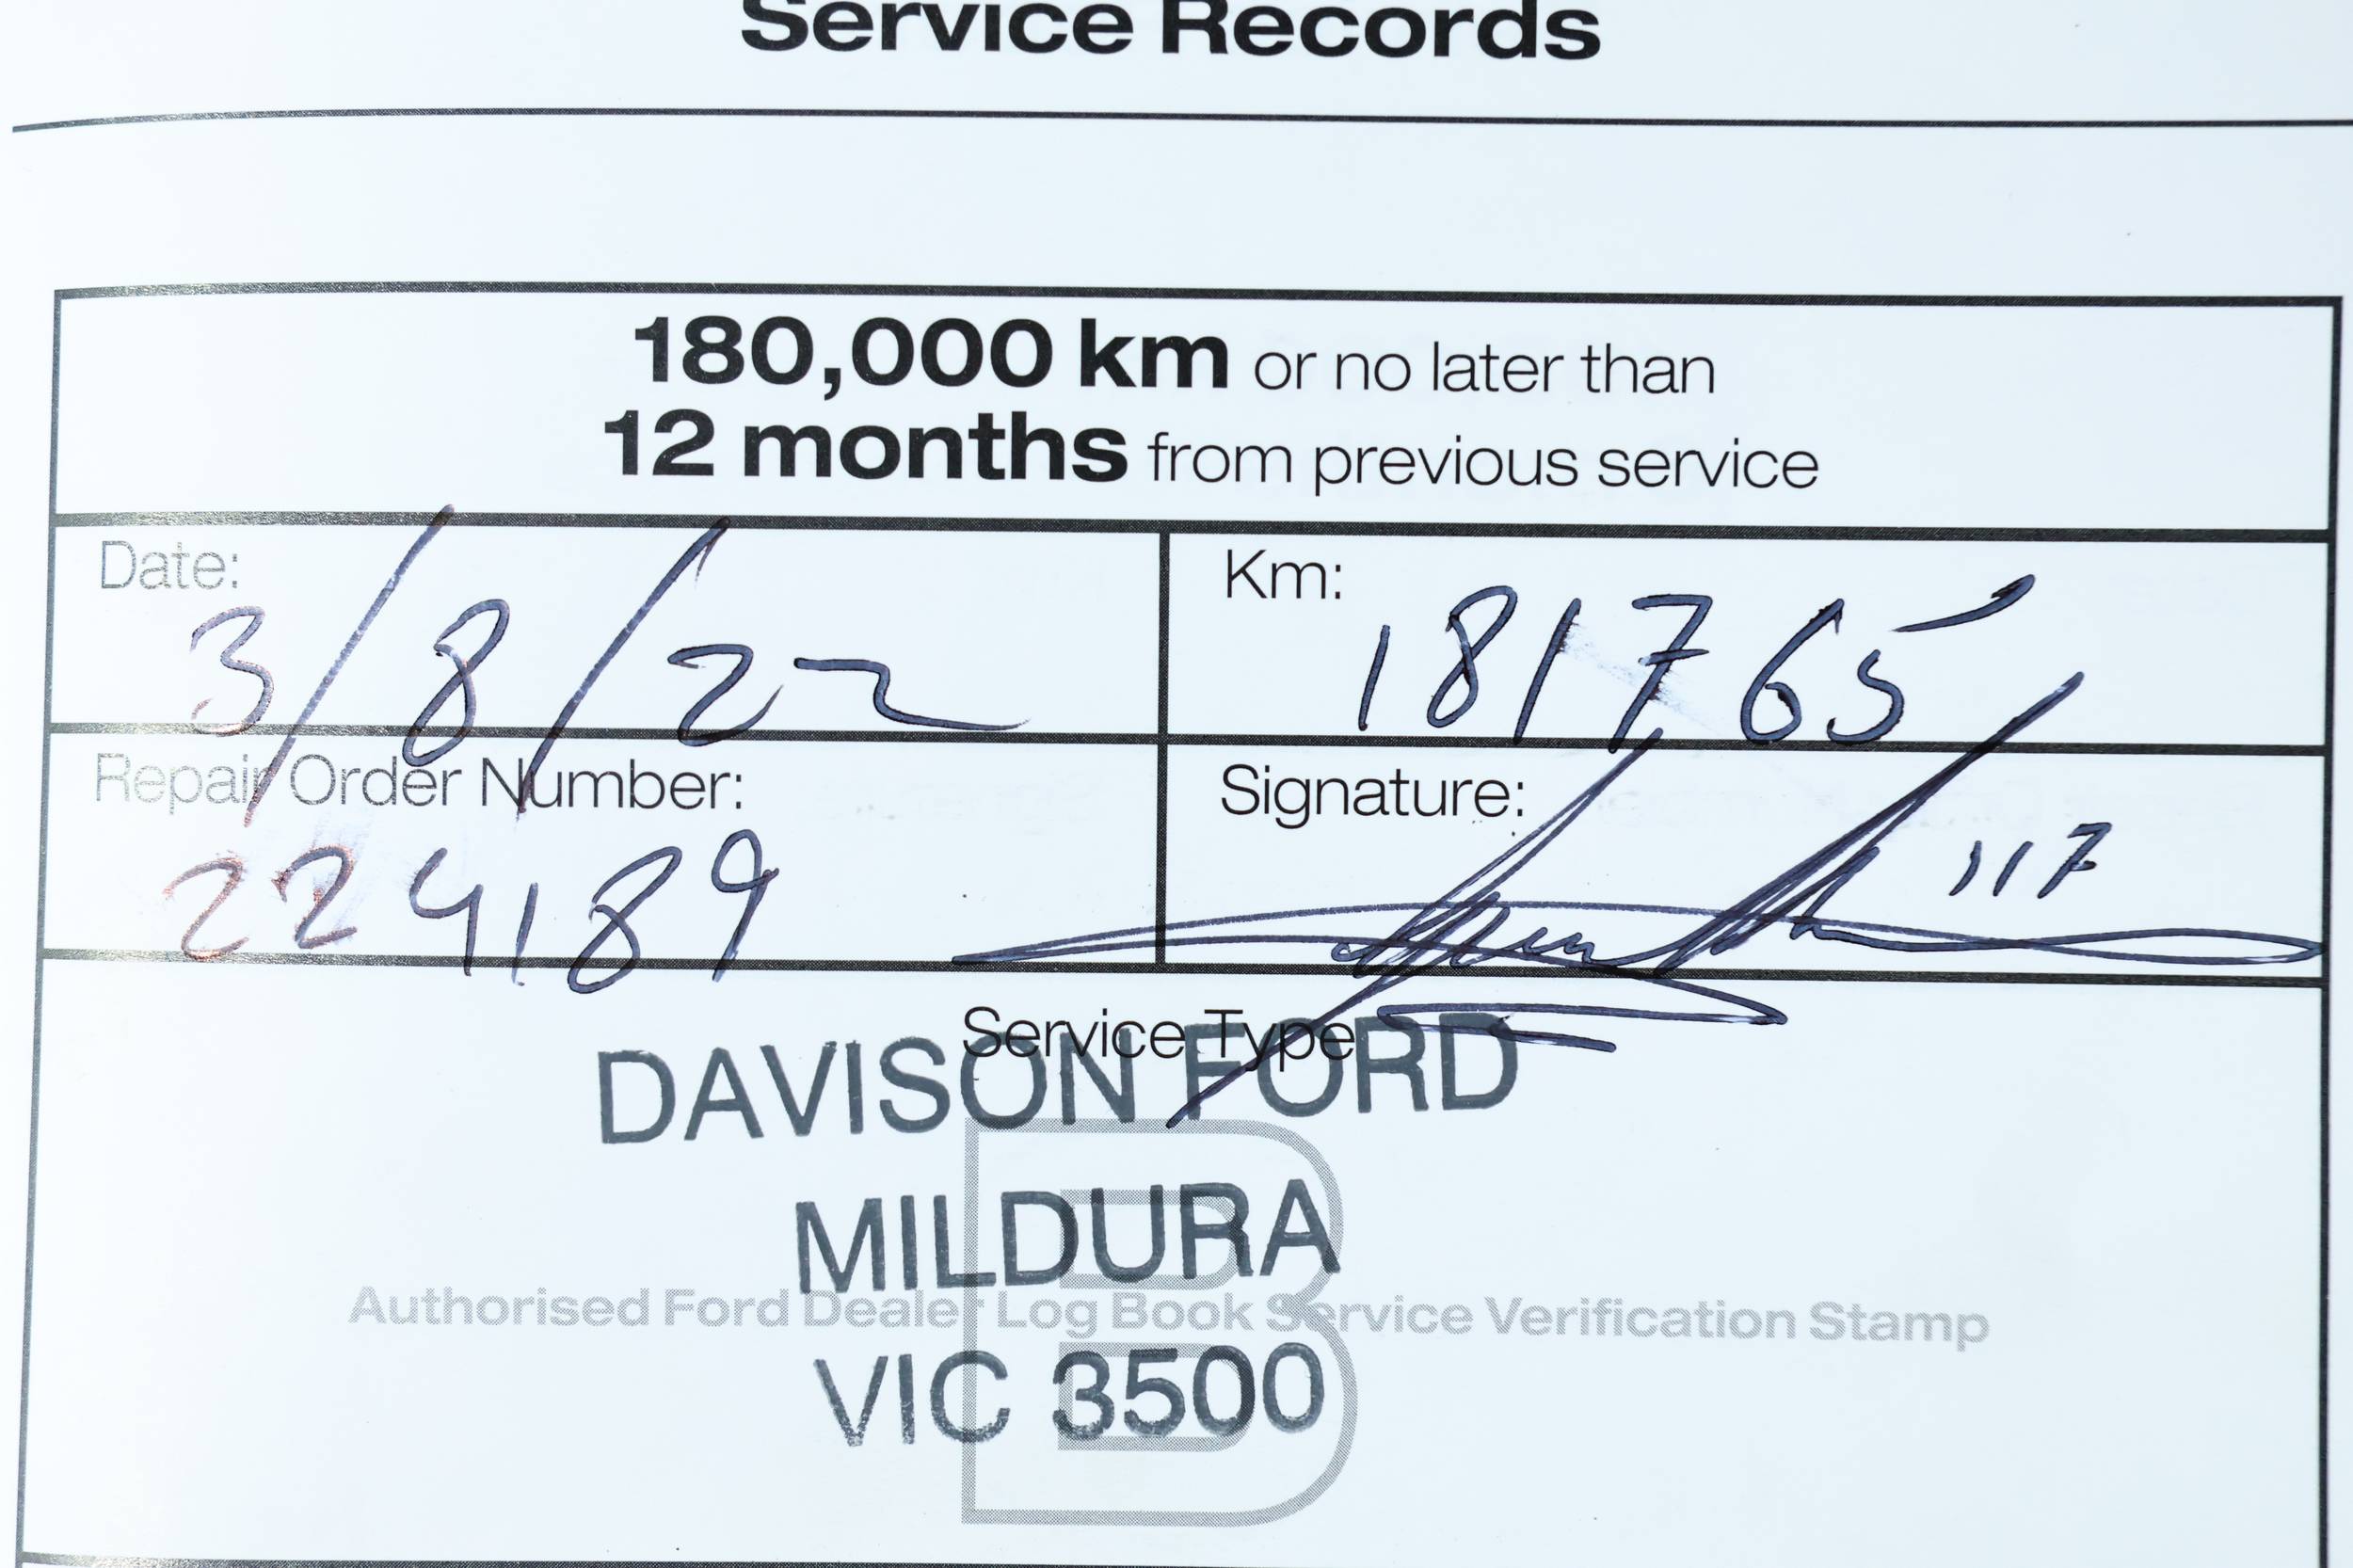 Service Records
180,000 km or no later than
12 months from previous service
Date:
3/8/22
Km:
181765
Repair Order Number:
224189
Signature:
117
Service Type
DAVISON FORD
MILDURA
Authorised Ford Dealer Log Book Service Verification Stamp
VIC 3500
B